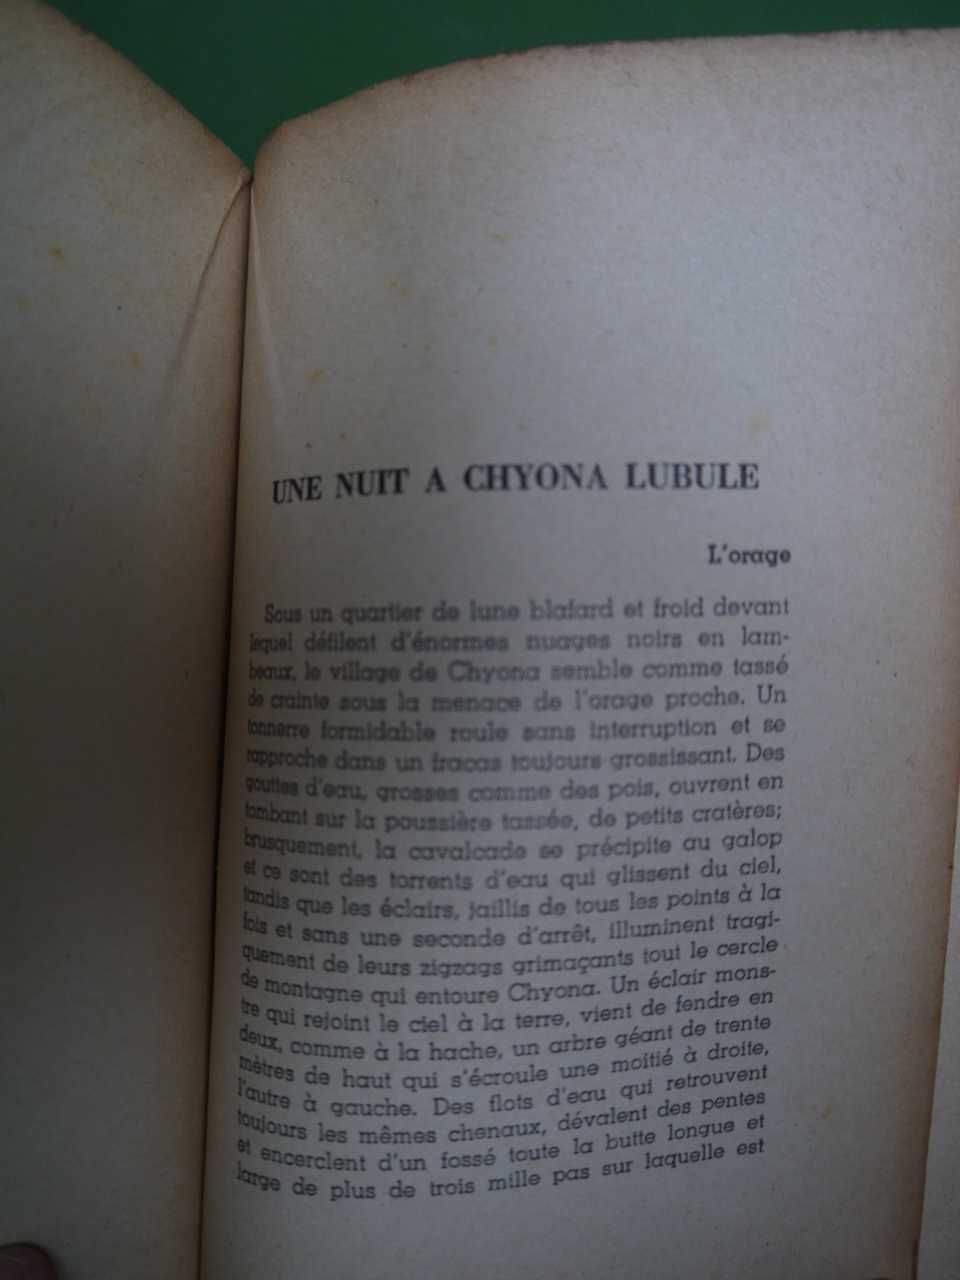 UNE NUIT A CHYONA LUBULE
L'orage
Sous un quartier de lune blafard et froid devant
lequel défilent d'énormes nuages noirs en lam-
beaux, le village de Chyona semble comme tassé
de crainte sous la menace de l'orage proche. Un
tonnerre formidable roule sans interruption et se
rapproche dans un fracas toujours grossissant. Des
gouttes d'eau, grosses comme des pois, ouvrent en
tombant sur la poussière tassée, de petits cratères;
brusquement, la cavalcade se précipite au galop
et ce sont des torrents d'eau qui glissent du ciel,
tandis que les éclairs, jaillis de tous les points à la
fois et sans une seconde d'arrêt, illuminent tragi-
quement de leurs zigzags grimaçants tout le cercle
de montagne qui entoure Chyona. Un éclair mons-
tre qui rejoint le ciel à la terre, vient de fendre en
deux, comme à la hache, un arbre géant de trente
mètres de haut qui s'écroule une moitié à droite,
l'autre à gauche. Des flots d'eau qui retrouvent
toujours les mêmes chenaux, dévalent des pentes
et encerclent d'un fossé toute la butte longue et
large de plus de trois mille pas sur laquelle est